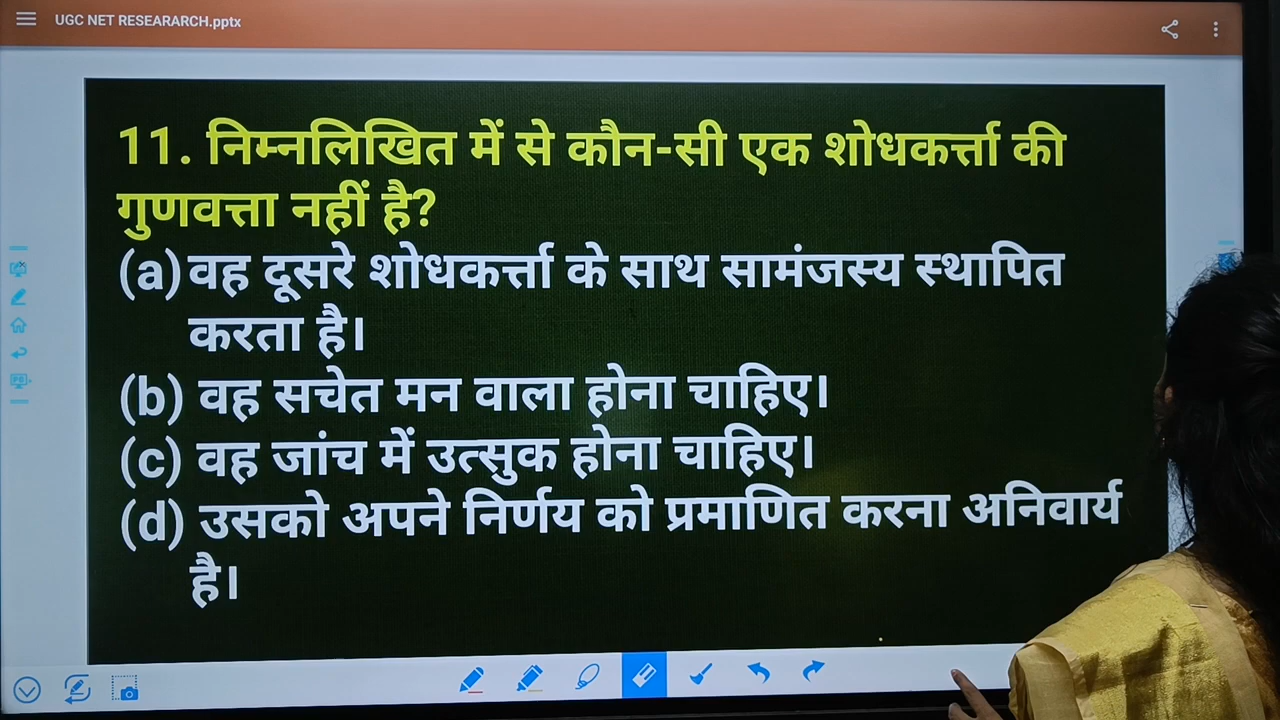 UGC NET RESEARARCH.pptx
11. निम्नलिखित में से कौन-सी एक शोधकर्त्ता की
गुणवत्ता नहीं है?
(a) वह दूसरे शोधकर्त्ता के साथ सामंजस्य स्थापित
करता है।
(b) वह सचेत मन वाला होना चाहिए।
(c) वह जांच में उत्सुक होना चाहिए।
(d) उसको अपने निर्णय को प्रमाणित करना अनिवार्य
है।